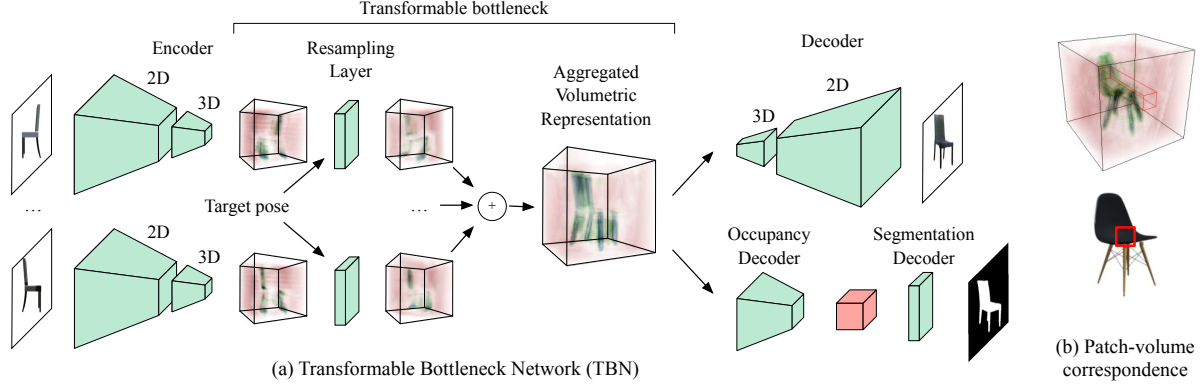 Transformable bottleneck
Encoder
2D
3D
Resampling
Layer
Aggregated
Volumetric
Representation
Decoder
3D
2D
...
Target pose
...
+
2D
3D
Occupancy
Decoder
Segmentation
Decoder
(a) Transformable Bottleneck Network (TBN)
(b) Patch-volume
correspondence